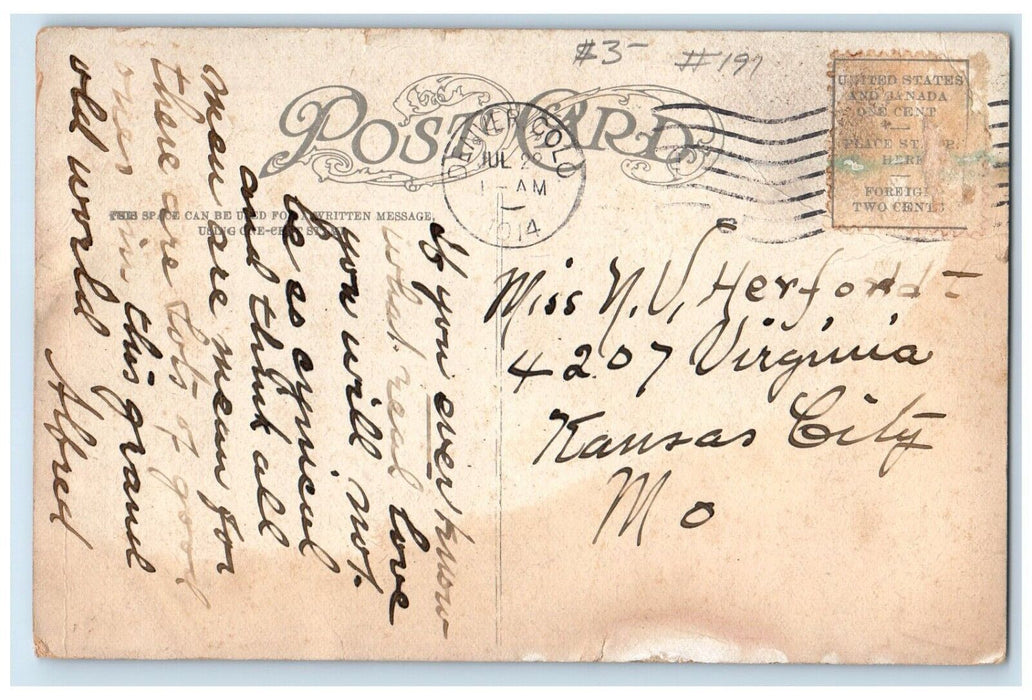 $3- #197
POST CARD
DENVER COLO
JUL 22
1-AM
1914
UNITED STATES
AND CANADA
ONE CENT
PLACE STAMP
HERE
FOREIGN
TWO CENTS
THIS SPACE CAN BE USED FOR WRITTEN MESSAGE,
USING ONE-CENT STAMP
If you ever know
what real love
you will not
be so cynical
and think all
men are mean for
there are lots of good
ones in this grand
old world
Alfred
Miss N. V. Herford
4207 Virginia
Kansas City
Mo